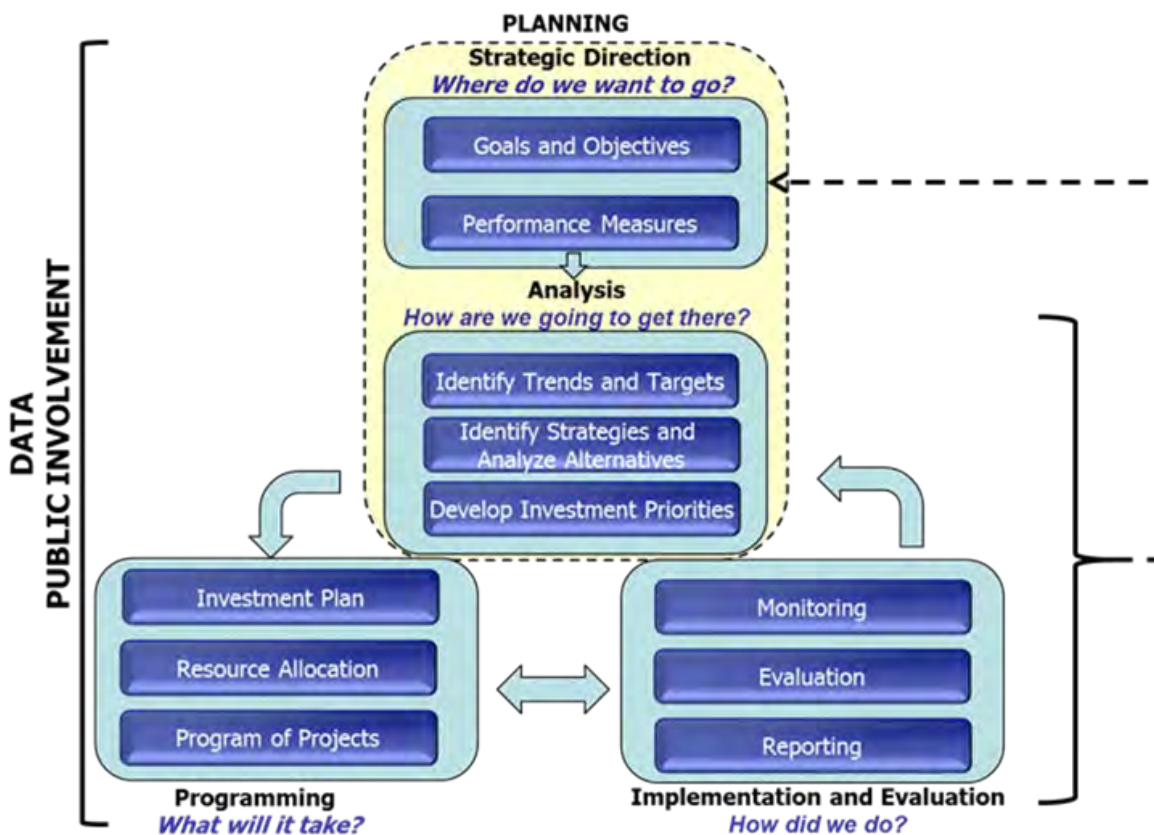 PLANNING
Strategic Direction
Where do we want to go?
Goals and Objectives
Performance Measures
Analysis
How are we going to get there?
Identify Trends and Targets
Identify Strategies and
Analyze Alternatives
Develop Investment Priorities
DATA
PUBLIC INVOLVEMENT
Investment Plan
Resource Allocation
Program of Projects
Programming
What will it take?
Monitoring
Evaluation
Reporting
Implementation and Evaluation
How did we do?